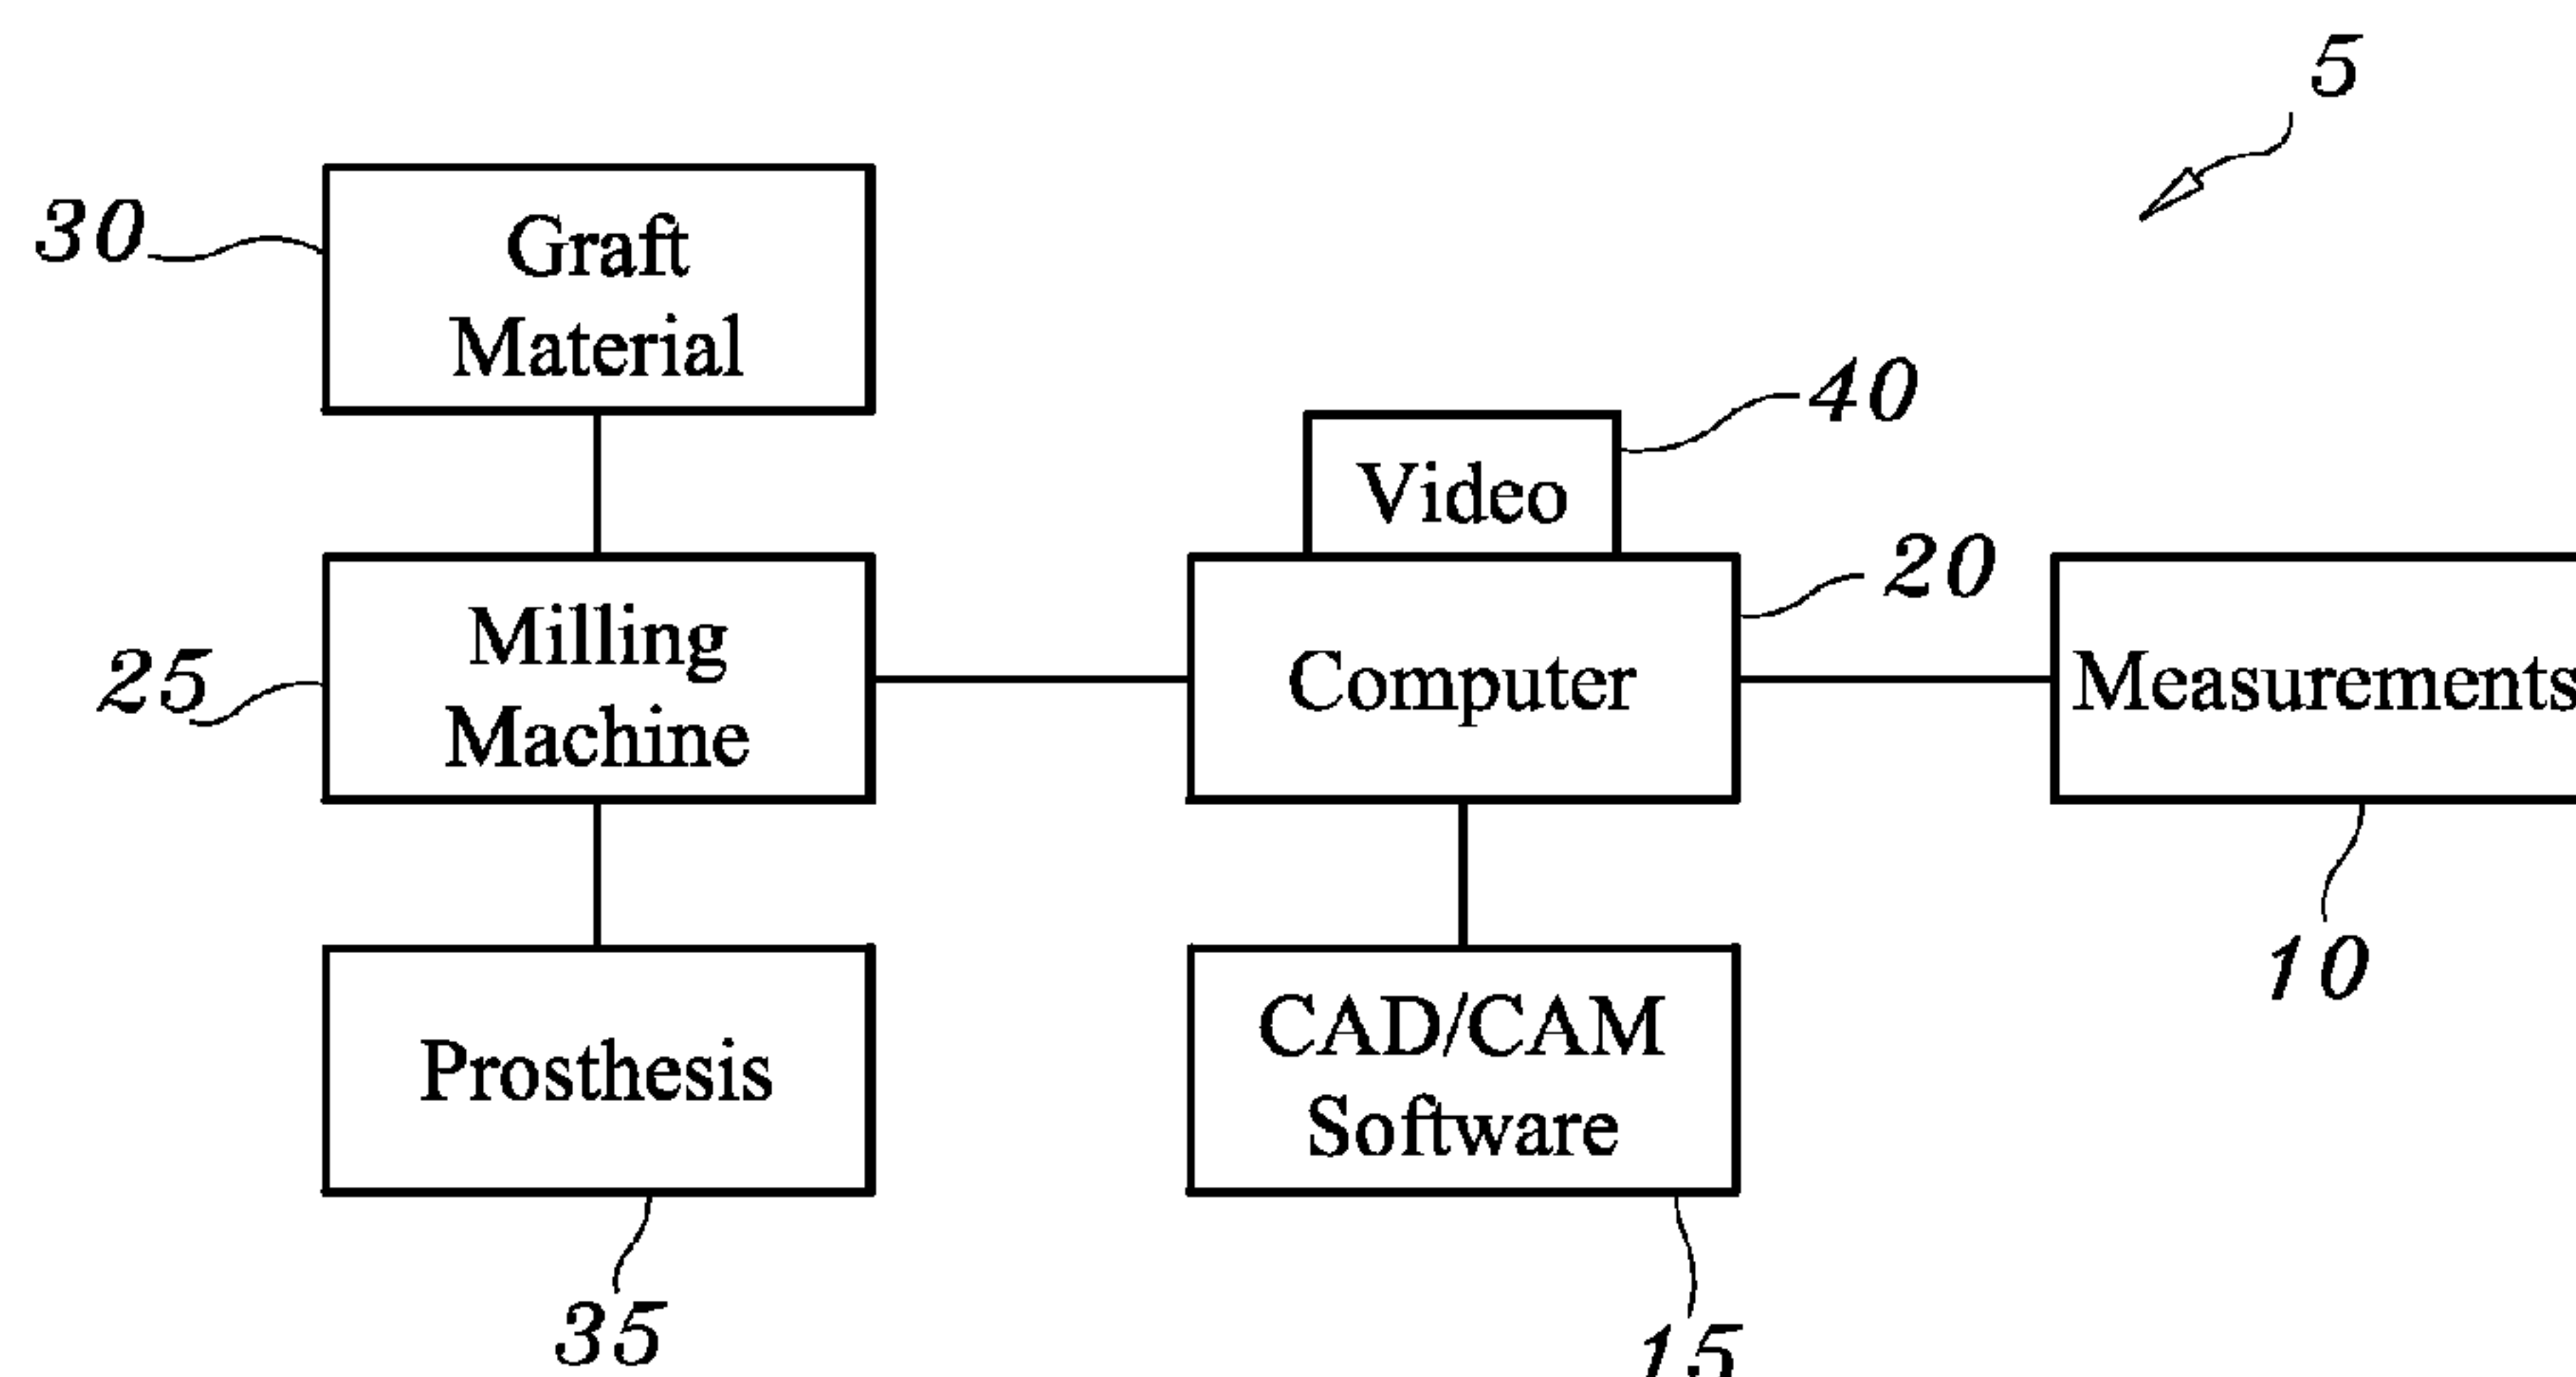 5
30
Graft
Material
40
Video
20
25
Milling
Machine
Computer
Measurements
10
Prosthesis
CAD/CAM
Software
35
15